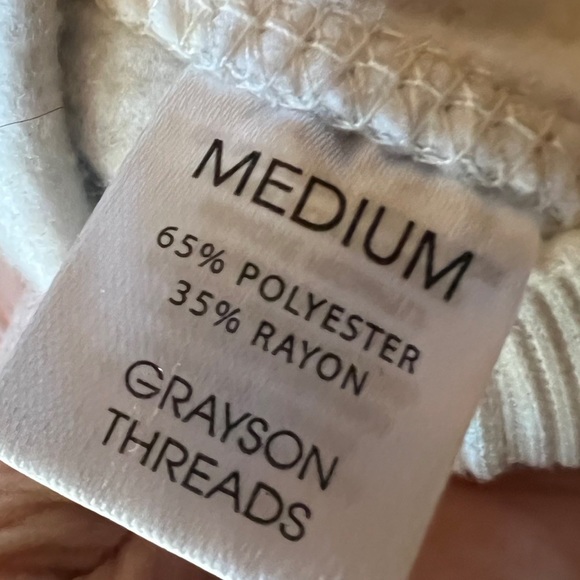 MEDIUM
65% POLYESTER
35% RAYON
GRAYSON
THREADS